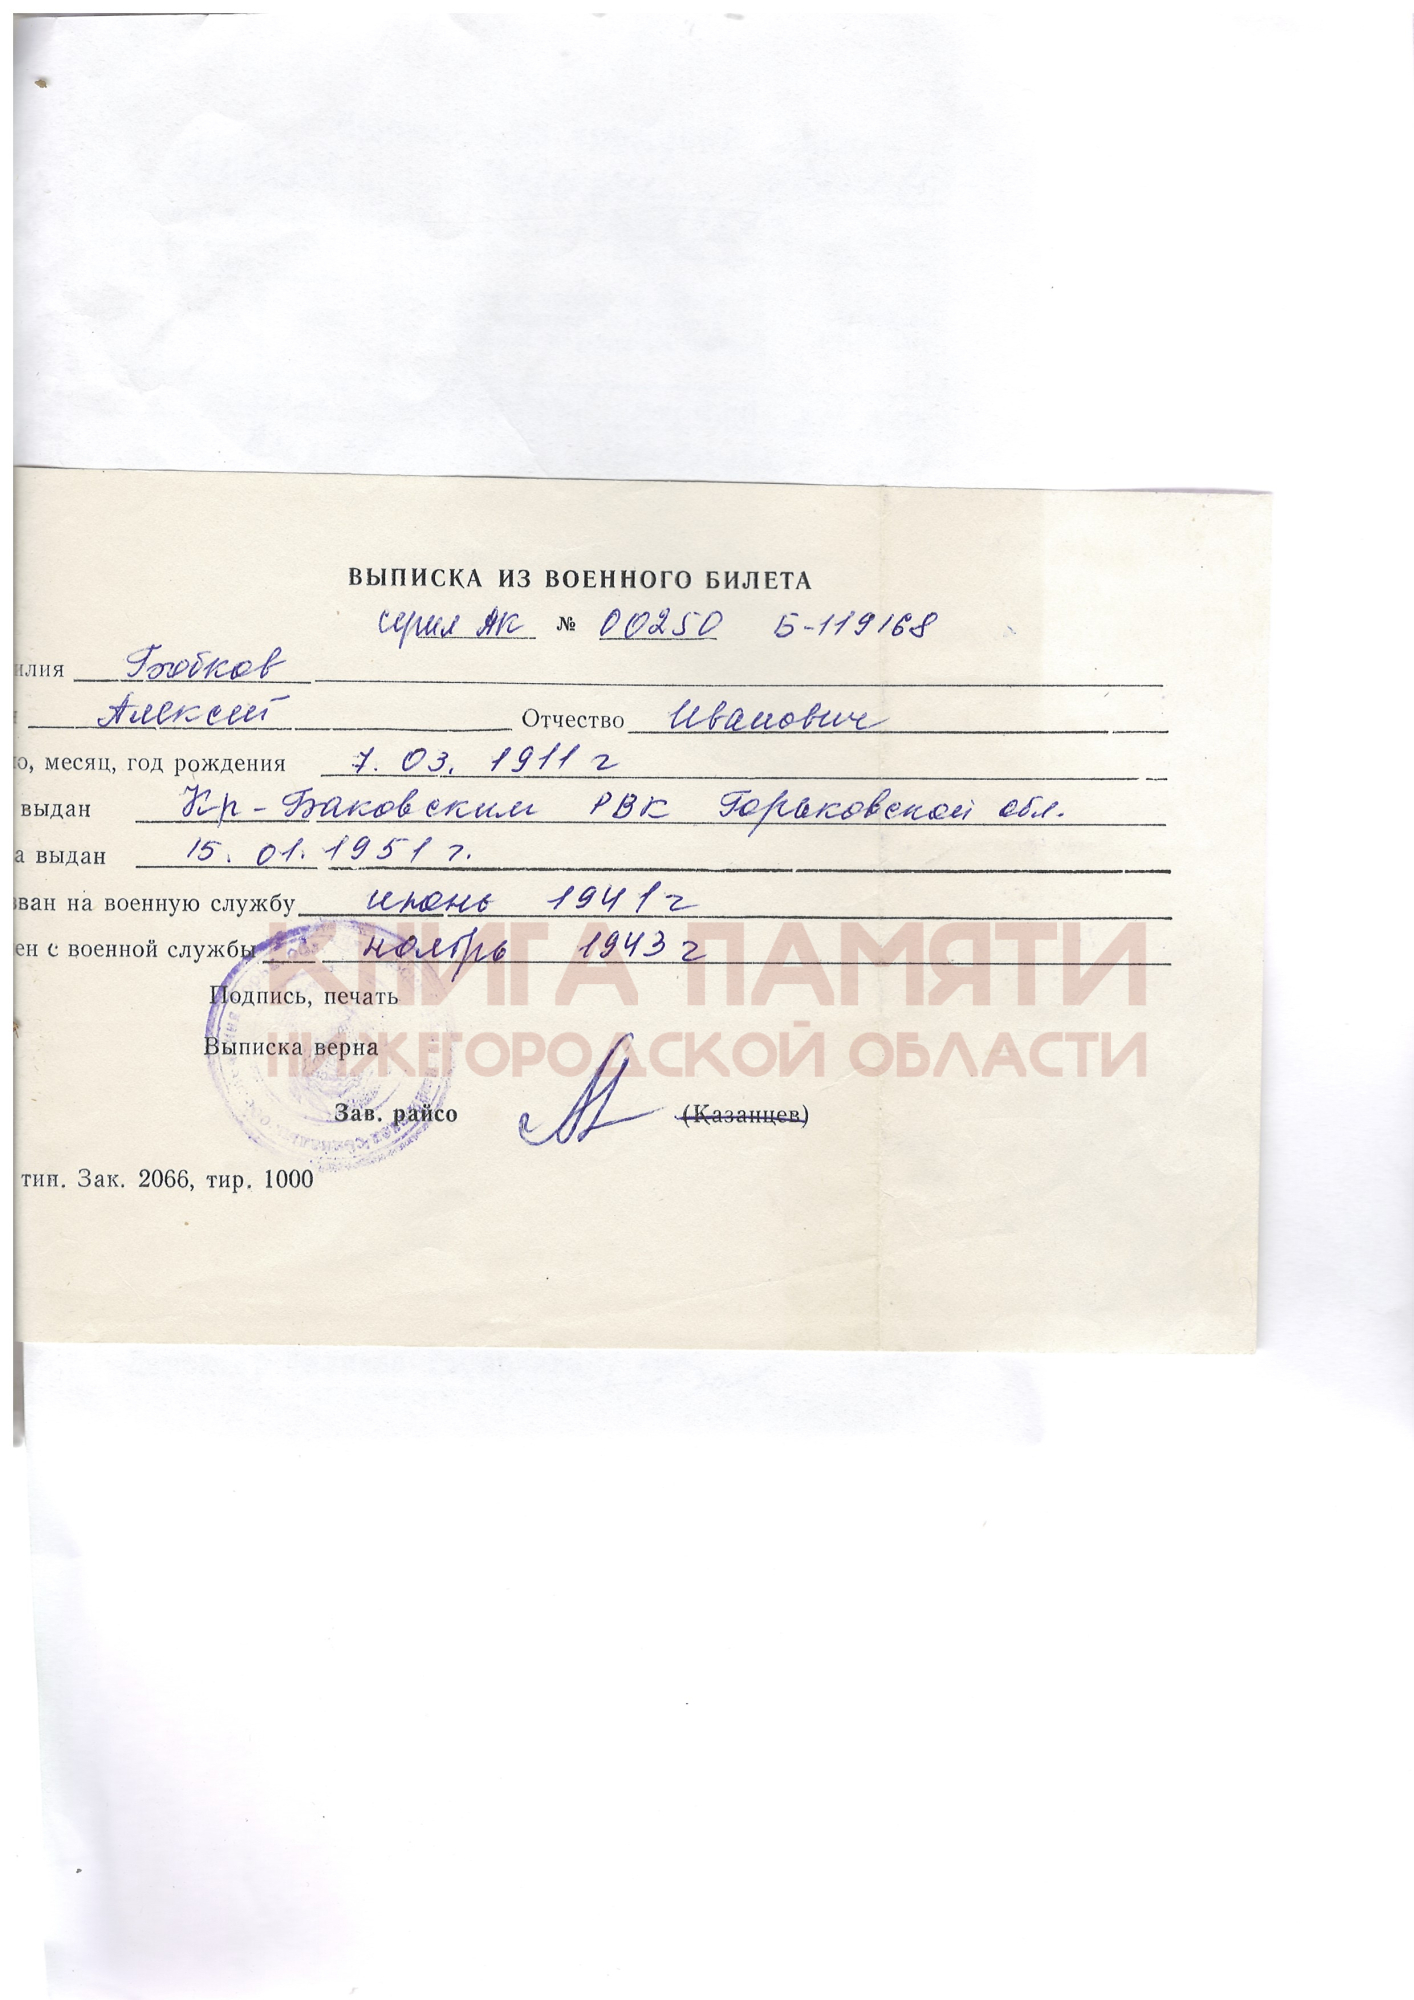 ВЫПИСКА ИЗ ВОЕННОГО БИЛЕТА
серия АК № 00250 Б-119168
илия Бобков
Алексей Отчество Иванович
о, месяц, год рождения 7. 03. 1911 г
выдан Кр-Баковским РВК Горьковской обл.
а выдан 15. 01. 1951 г.
зван на военную службу июнь 1941 г
ен с военной службы ноябрь 1943 г
КНИГА ПАМЯТИ
Подпись, печать
Выписка верна
НИЖЕГОРОДСКОЙ ОБЛАСТИ
Зав. райсо (Казанцев)
тип. Зак. 2066, тир. 1000